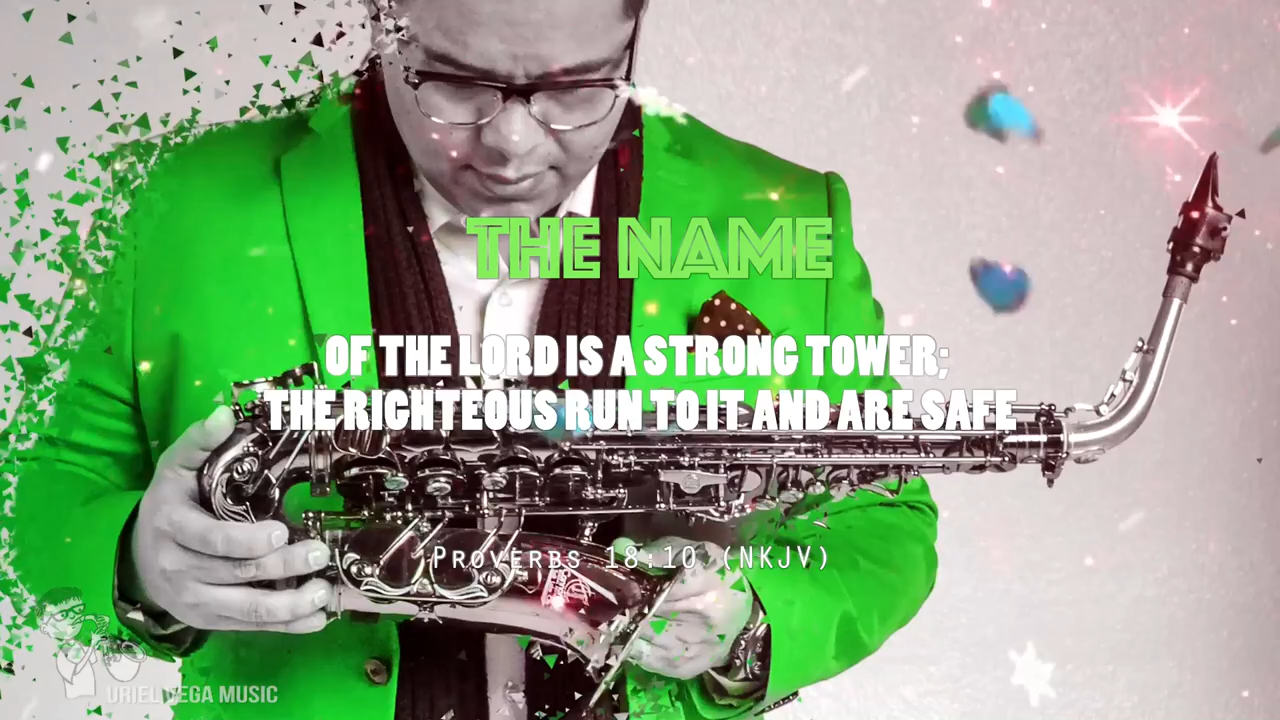 THE NAME
OF THE LORD IS A STRONG TOWER;
THE RIGHTEOUS RUN TO IT AND ARE SAFE
Proverbs 18:10 (NKJV)
URIEL VEGA MUSIC